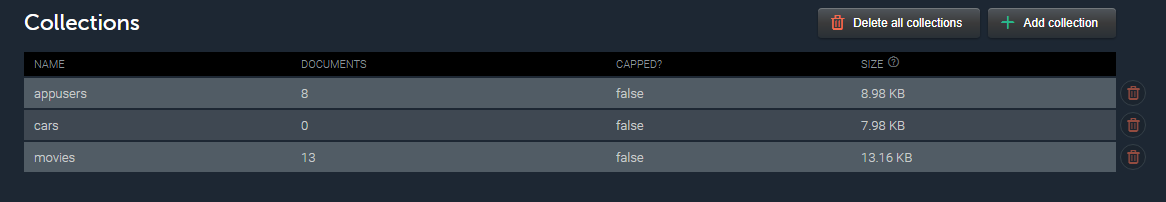 Collections Delete all collections Add collection
NAME DOCUMENTS CAPPED? SIZE ?
appusers 8 false 8.98 KB
cars 0 false 7.98 KB
movies 13 false 13.16 KB